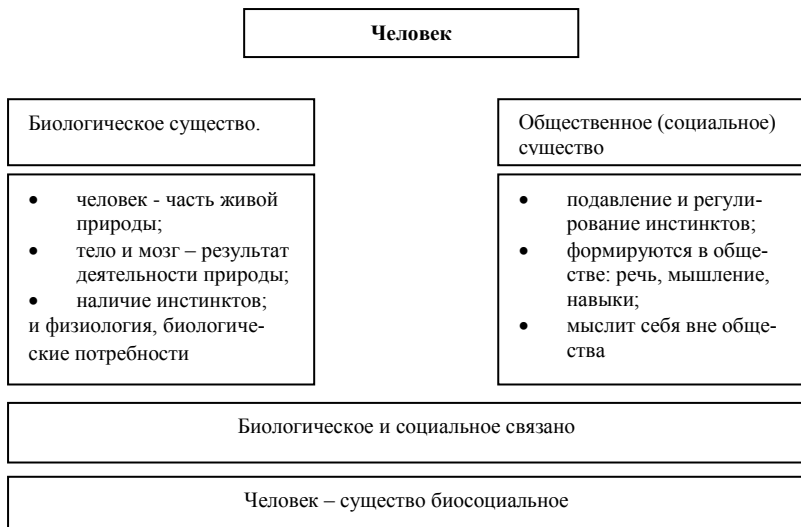 Человек
Биологическое существо.
• человек - часть живой
природы;
• тело и мозг – результат
деятельности природы;
• наличие инстинктов;
и физиология, биологиче-
ские потребности
Общественное (социальное)
существо
• подавление и регули-
рование инстинктов;
• формируются в обще-
стве: речь, мышление,
навыки;
• мыслит себя вне обще-
ства
Биологическое и социальное связано
Человек – существо биосоциальное